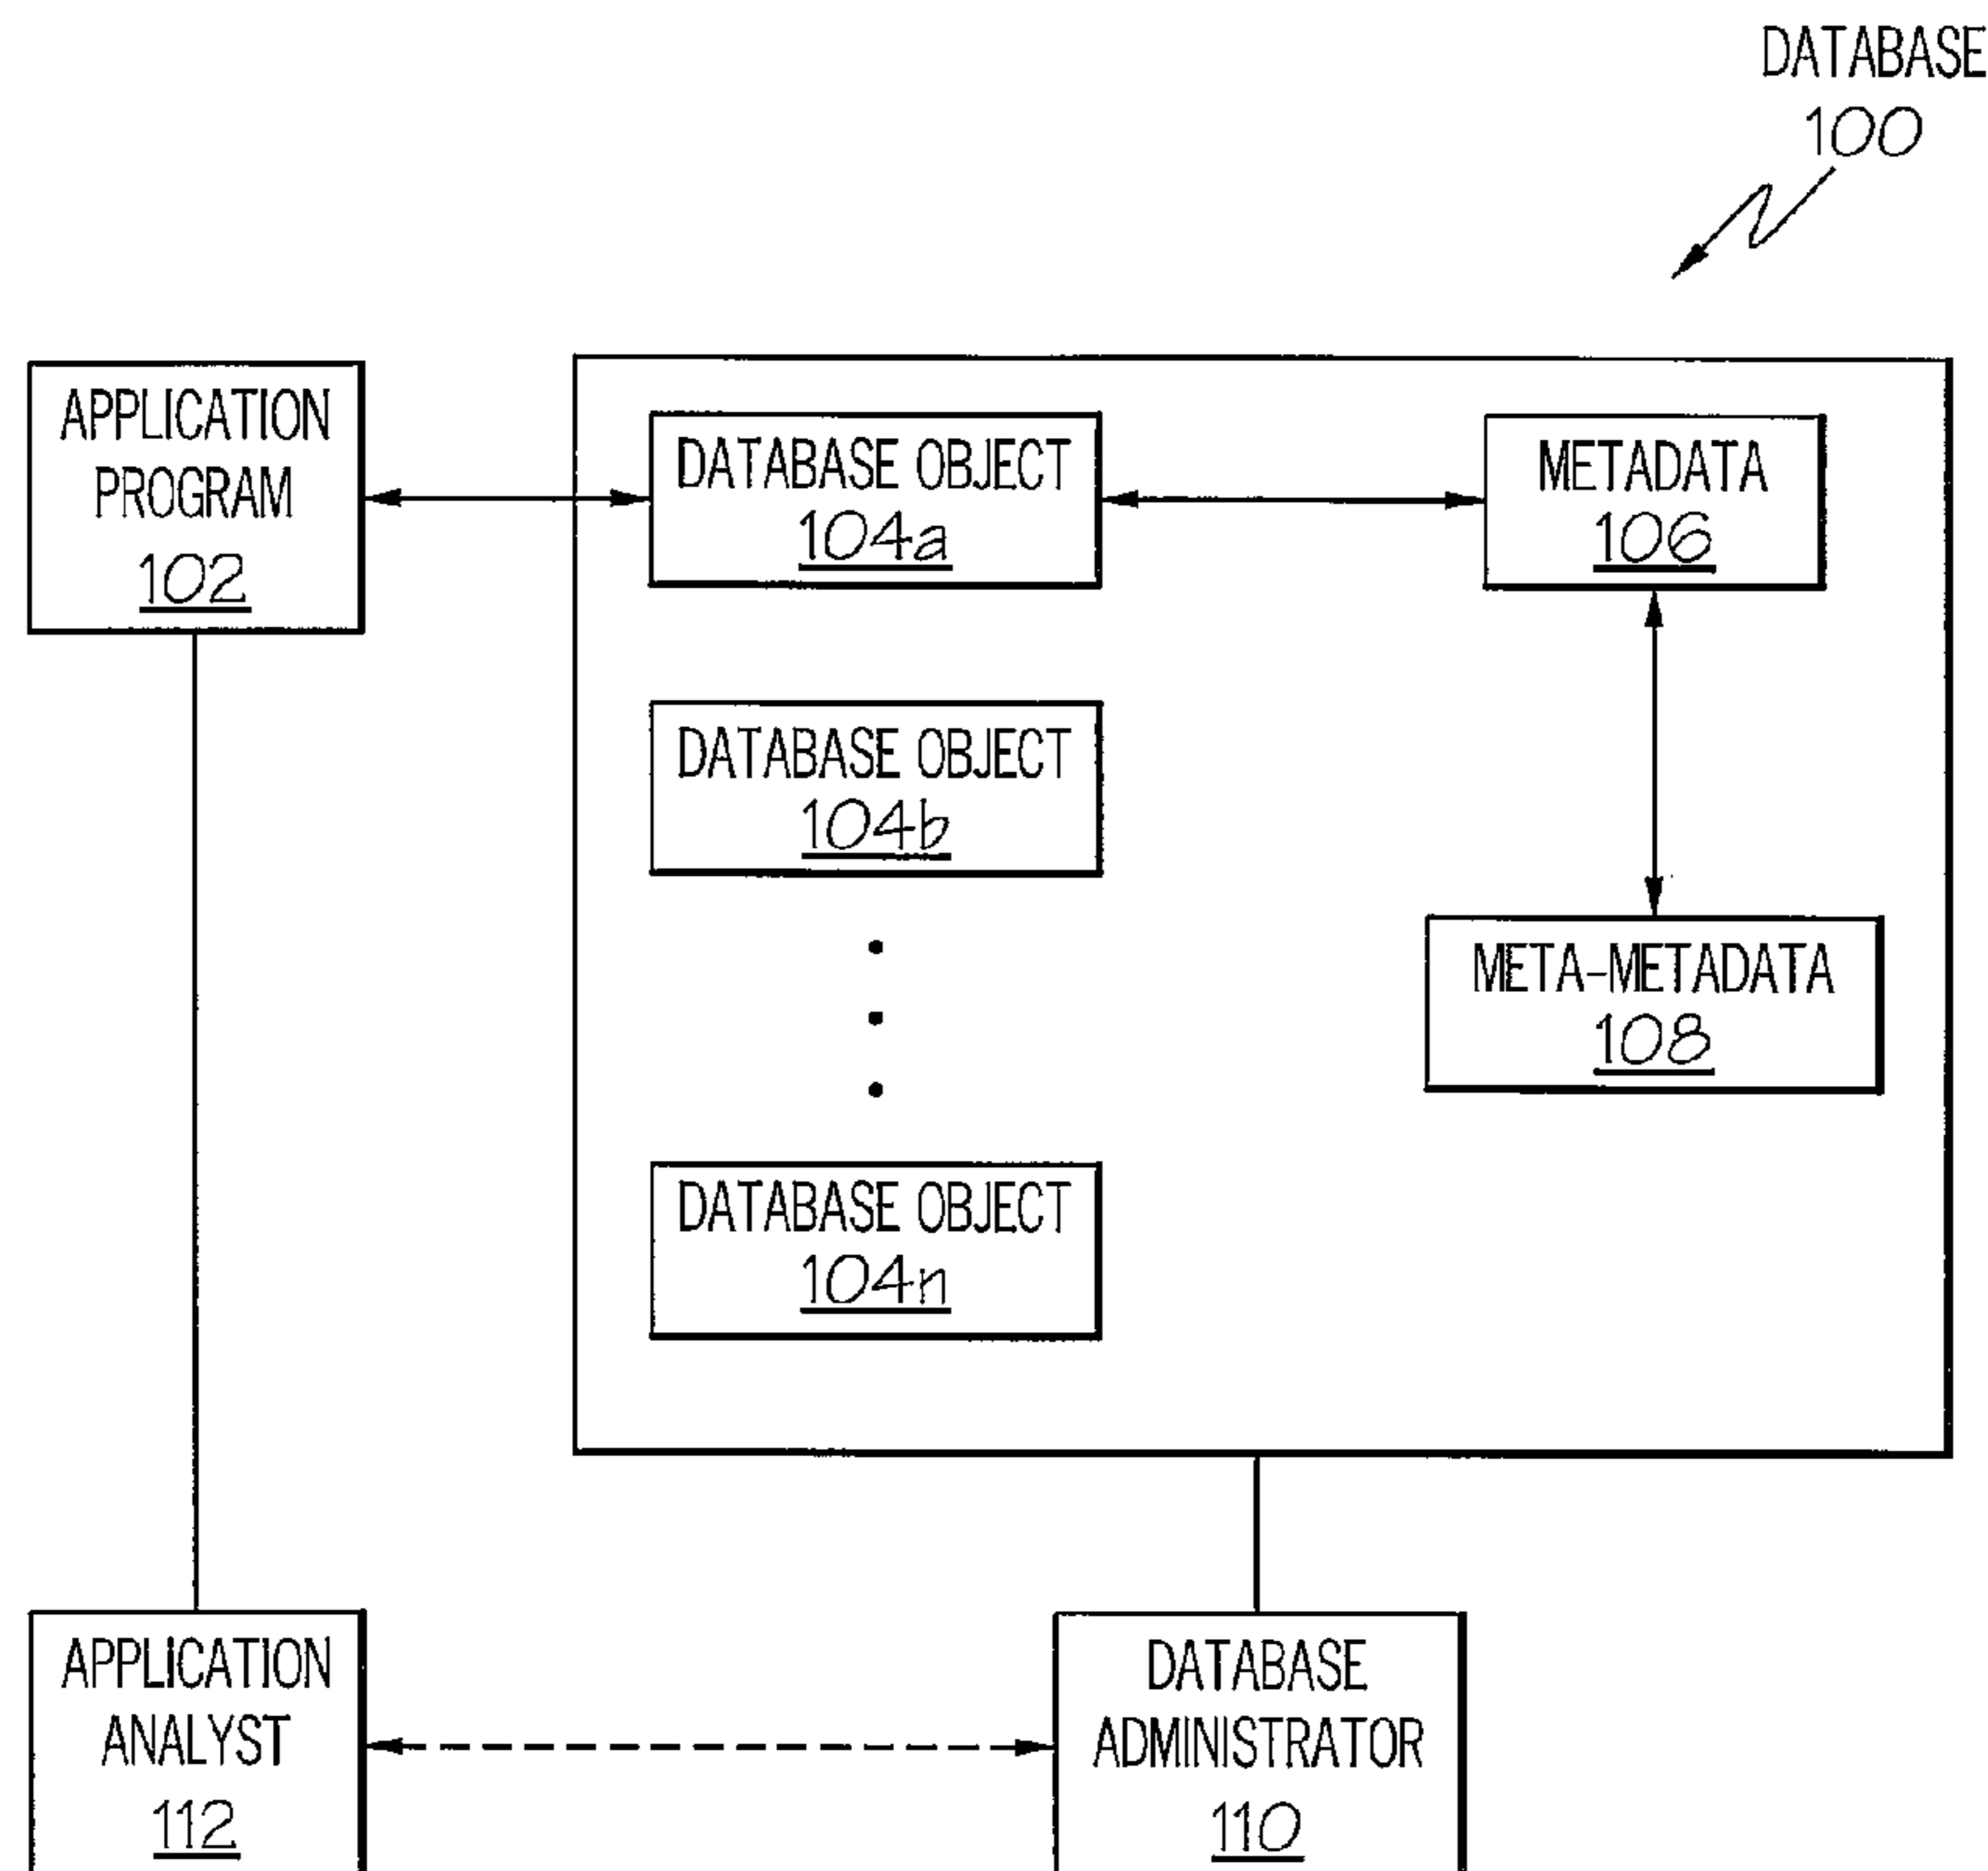 DATABASE
100
APPLICATION
PROGRAM
102
DATABASE OBJECT
104a
METADATA
106
DATABASE OBJECT
104b
META-METADATA
108
DATABASE OBJECT
104n
APPLICATION
ANALYST
112
DATABASE
ADMINISTRATOR
110